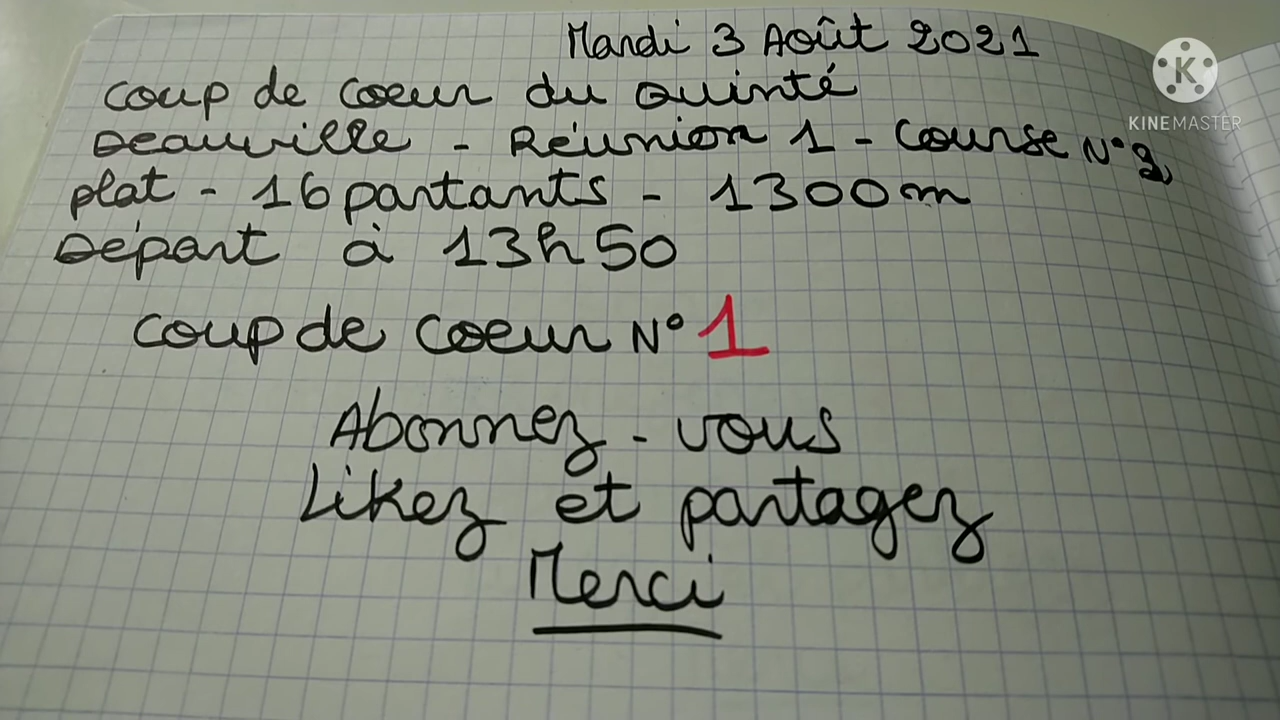 Mardi 3 Août 2021
KINEMASTER
Coup de coeur du Quinté
Deauville - Réunion 1 - Course N° 2
plat - 16 partants - 1300m
Départ à 13h50
Coup de coeur N° 1
Abonnez-vous
Likez et partagez
Merci